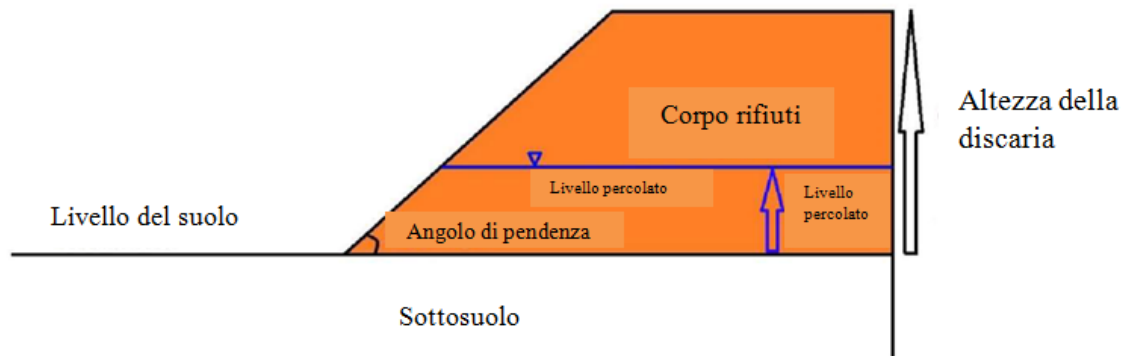 Altezza della
discaria
Corpo rifiuti
Livello percolato
Livello
percolato
Livello del suolo
Angolo di pendenza
Sottosuolo